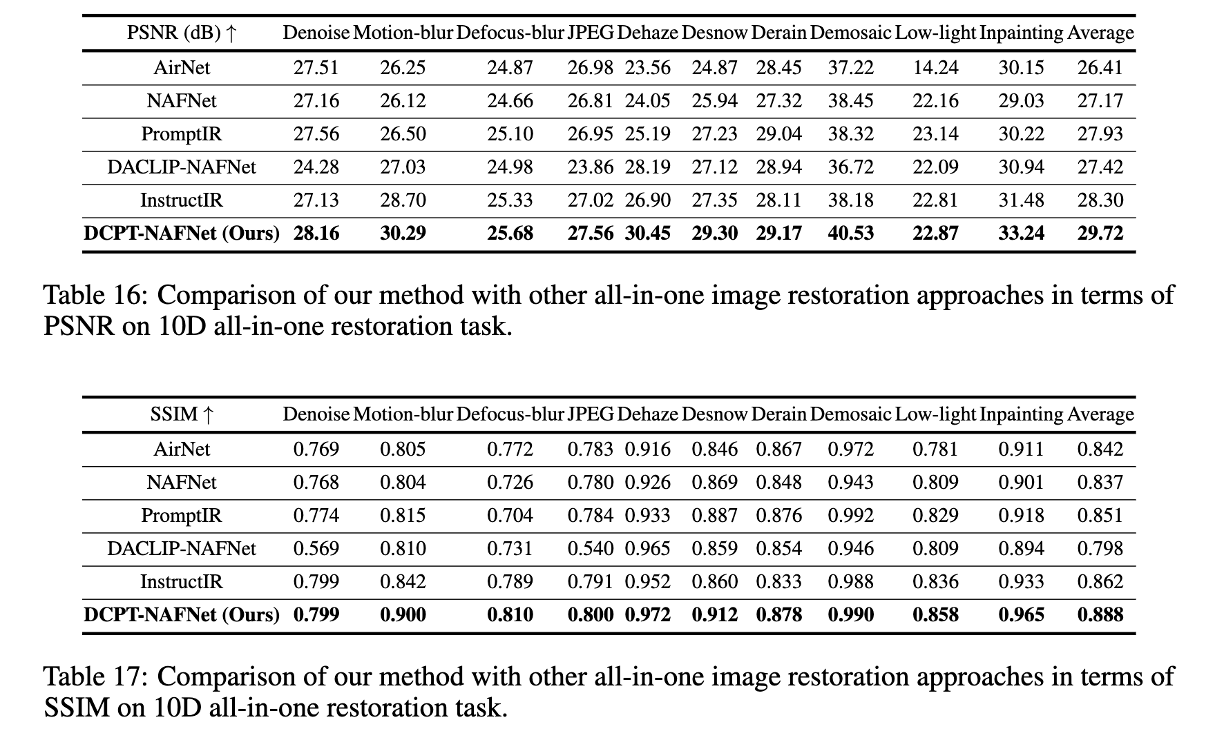 PSNR (dB) ↑ Denoise Motion-blur Defocus-blur JPEG Dehaze Desnow Derain Demosaic Low-light Inpainting Average
AirNet 27.51 26.25 24.87 26.98 23.56 24.87 28.45 37.22 14.24 30.15 26.41
NAFNet 27.16 26.12 24.66 26.81 24.05 25.94 27.32 38.45 22.16 29.03 27.17
PromptIR 27.56 26.50 25.10 26.95 25.19 27.23 29.04 38.32 23.14 30.22 27.93
DACLIP-NAFNet 24.28 27.03 24.98 23.86 28.19 27.12 28.94 36.72 22.09 30.94 27.42
InstructIR 27.13 28.70 25.33 27.02 26.90 27.35 28.11 38.18 22.81 31.48 28.30
DCPT-NAFNet (Ours) 28.16 30.29 25.68 27.56 30.45 29.30 29.17 40.53 22.87 33.24 29.72
Table 16: Comparison of our method with other all-in-one image restoration approaches in terms of
PSNR on 10D all-in-one restoration task.
SSIM ↑ Denoise Motion-blur Defocus-blur JPEG Dehaze Desnow Derain Demosaic Low-light Inpainting Average
AirNet 0.769 0.805 0.772 0.783 0.916 0.846 0.867 0.972 0.781 0.911 0.842
NAFNet 0.768 0.804 0.726 0.780 0.926 0.869 0.848 0.943 0.809 0.901 0.837
PromptIR 0.774 0.815 0.704 0.784 0.933 0.887 0.876 0.992 0.829 0.918 0.851
DACLIP-NAFNet 0.569 0.810 0.731 0.540 0.965 0.859 0.854 0.946 0.809 0.894 0.798
InstructIR 0.799 0.842 0.789 0.791 0.952 0.860 0.833 0.988 0.836 0.933 0.862
DCPT-NAFNet (Ours) 0.799 0.900 0.810 0.800 0.972 0.912 0.878 0.990 0.858 0.965 0.888
Table 17: Comparison of our method with other all-in-one image restoration approaches in terms of
SSIM on 10D all-in-one restoration task.